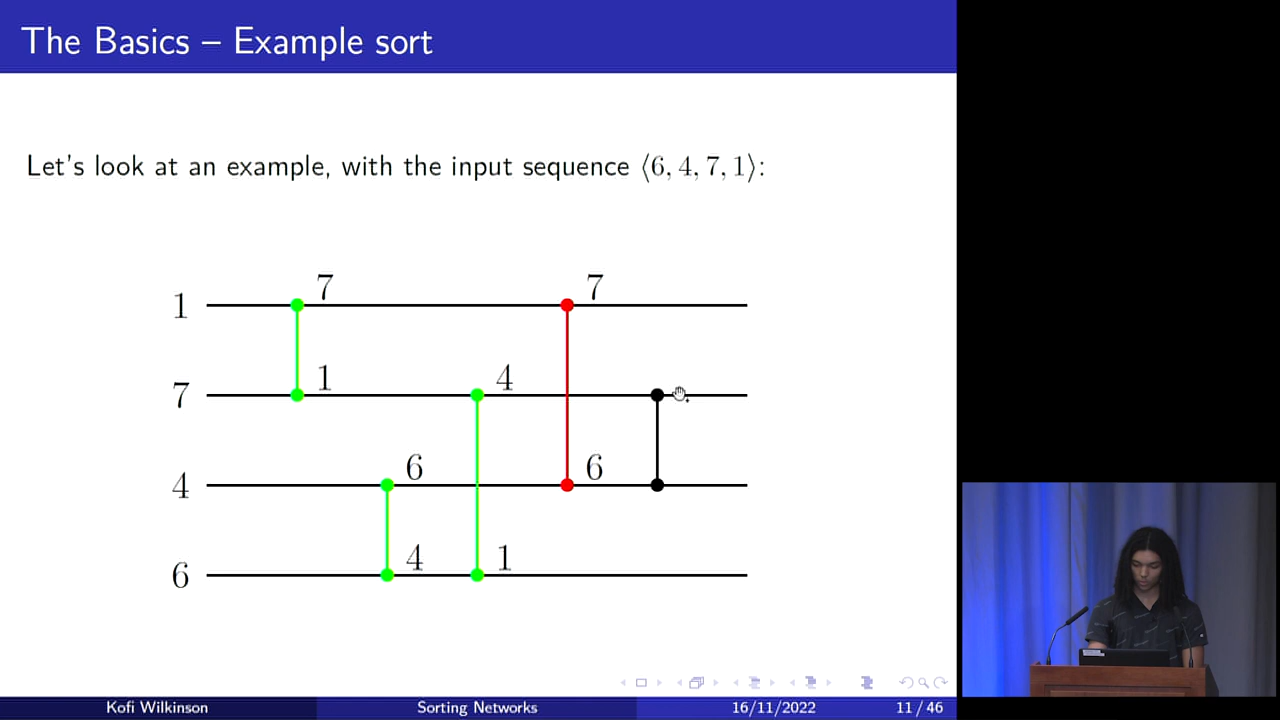 The Basics – Example sort
Let's look at an example, with the input sequence ⟨6, 4, 7, 1⟩:
7 7
1
1 4
7
6 6
4
4 1
6
Kofi Wilkinson Sorting Networks 16/11/2022 11 / 46